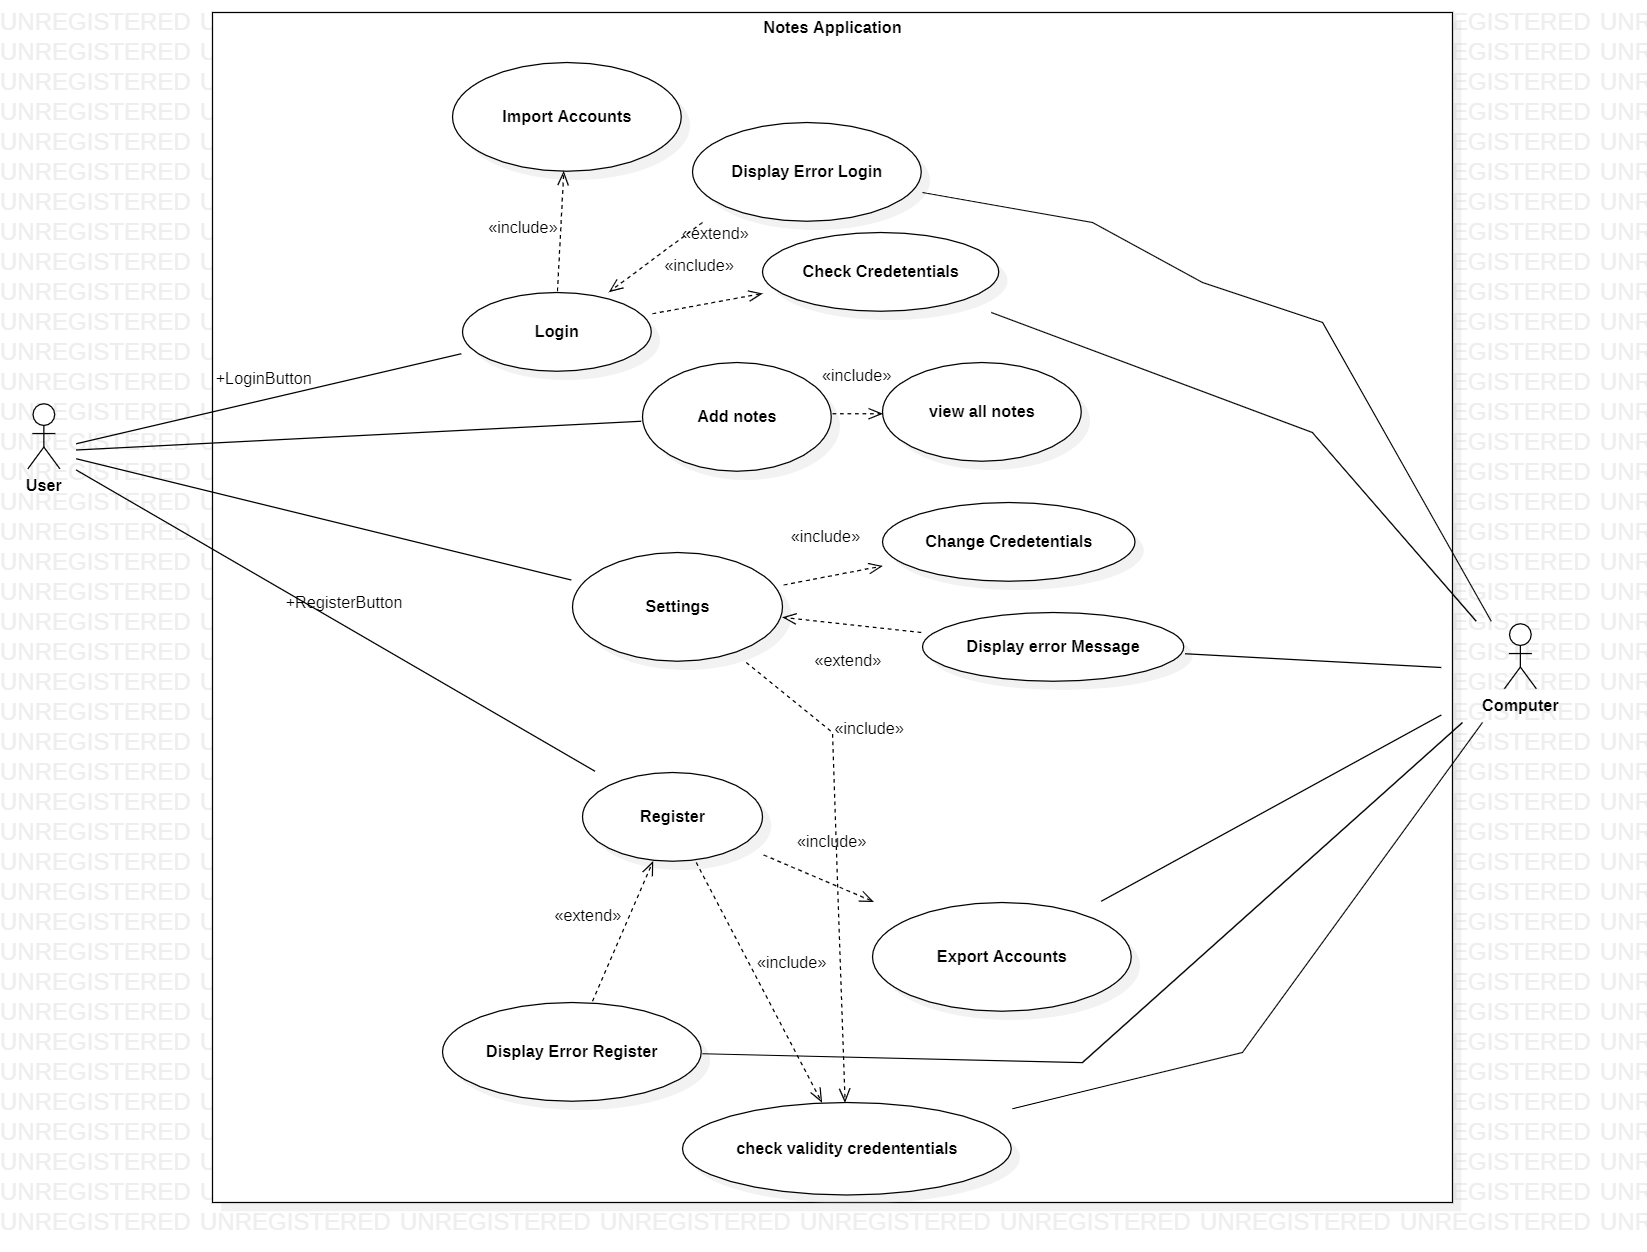 Notes Application
Import Accounts
Display Error Login
«include»
«extend»
«include»
Check Credetentials
Login
+LoginButton
«include»
Add notes
view all notes
User
«include»
Change Credetentials
+RegisterButton
Settings
Display error Message
«extend»
Computer
«include»
Register
«include»
«extend»
«include»
Export Accounts
Display Error Register
check validity credententials
UNREGISTERED UNREGISTERED UNREGISTERED UNREGISTERED UNREGISTERED UNREGISTERED UNREGISTERED UNREGISTERED